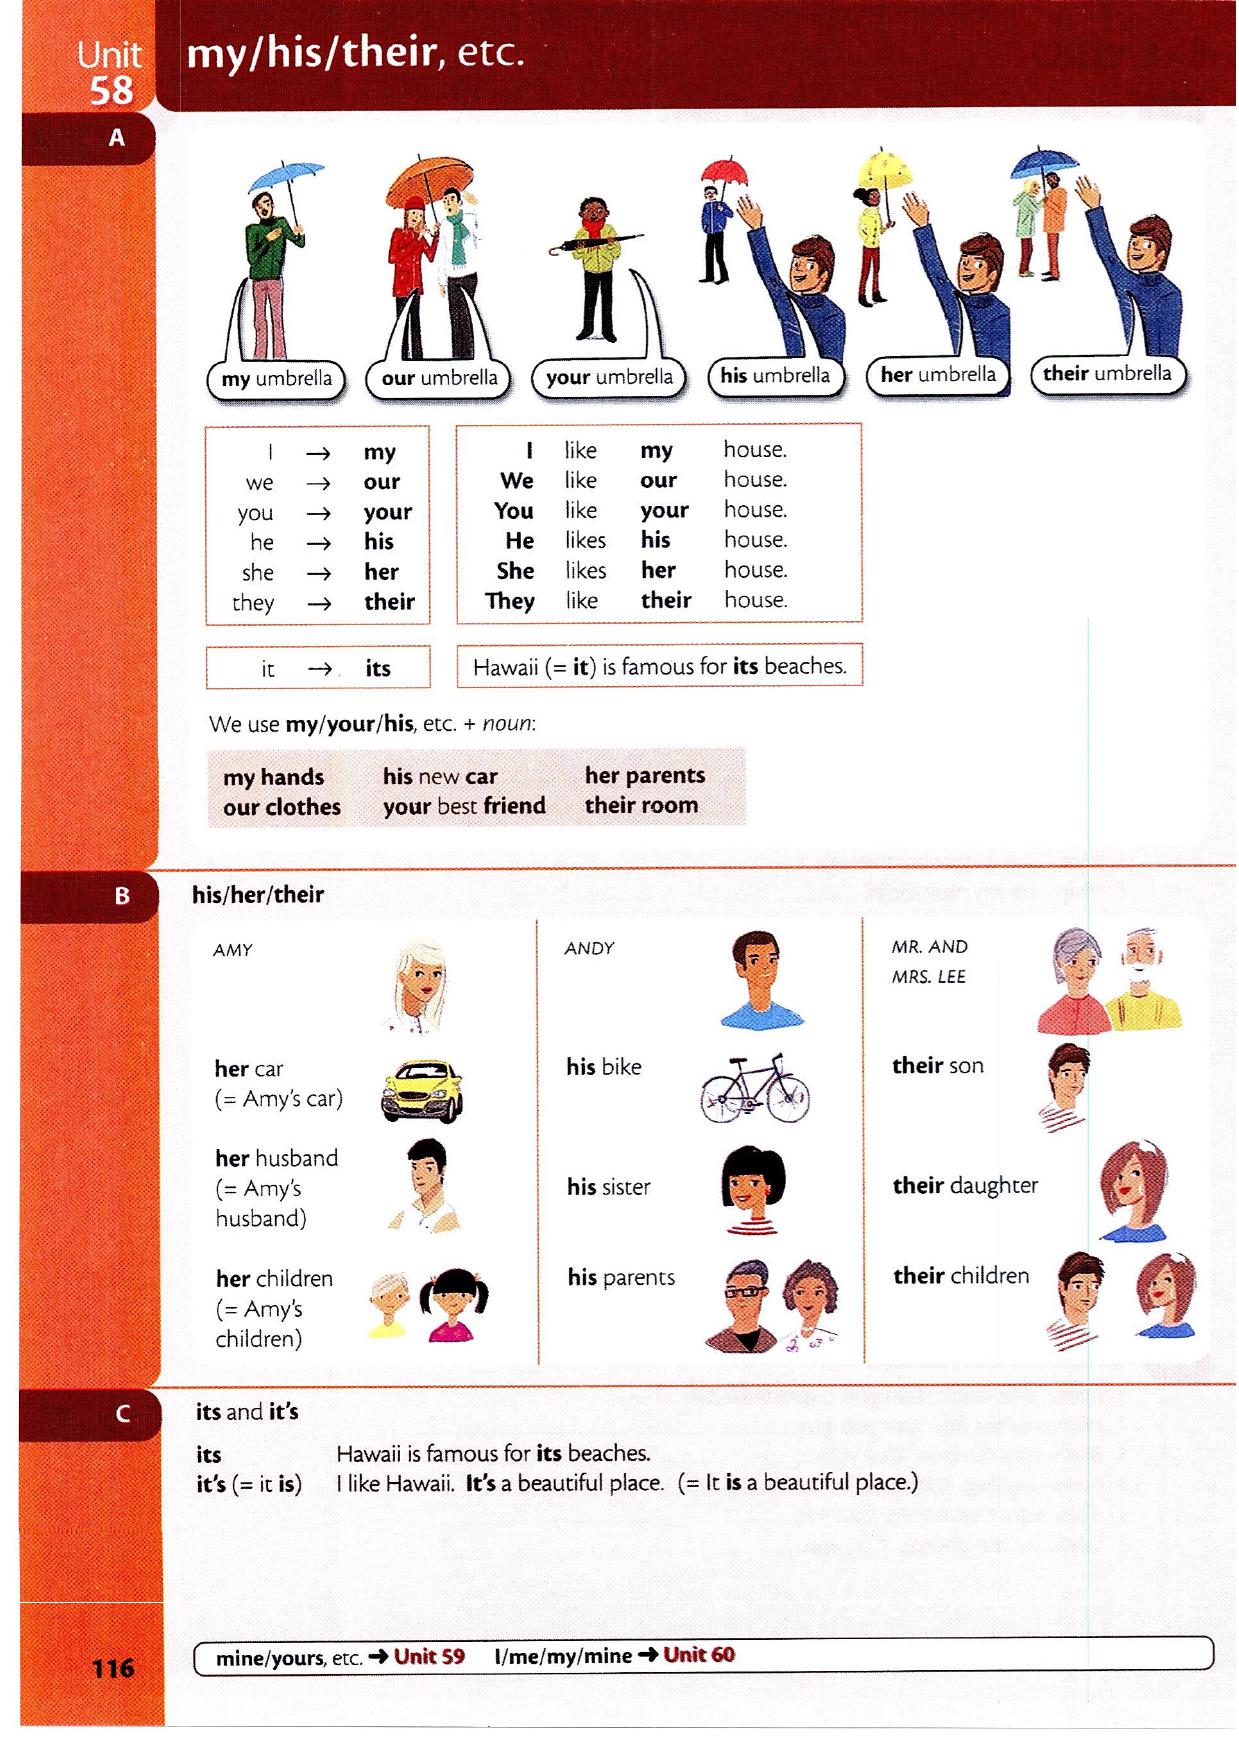 Unit
58
my/his/their, etc.
A
my umbrella
our umbrella
your umbrella
his umbrella
her umbrella
their umbrella
I → my
we → our
you → your
he → his
she → her
they → their
I like my house.
We like our house.
You like your house.
He likes his house.
She likes her house.
They like their house.
it → its
Hawaii (= it) is famous for its beaches.
We use my/your/his, etc. + noun:
my hands his new car her parents
our clothes your best friend their room
B
his/her/their
AMY
her car
(= Amy's car)
her husband
(= Amy's
husband)
her children
(= Amy's
children)
ANDY
his bike
his sister
his parents
MR. AND
MRS. LEE
their son
their daughter
their children
C
its and it's
its Hawaii is famous for its beaches.
it's (= it is) I like Hawaii. It's a beautiful place. (= It is a beautiful place.)
116
mine/yours, etc. → Unit 59 I/me/my/mine → Unit 60